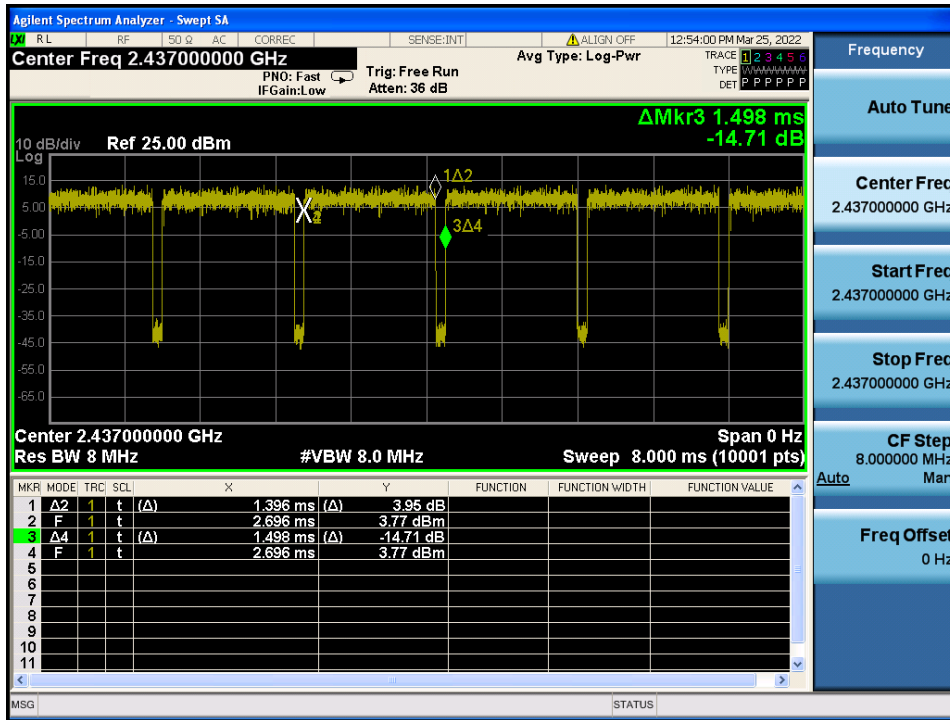 Agilent Spectrum Analyzer - Swept SA
LXI RL RF 50 Ω AC CORREC SENSE:INT ALIGN OFF 12:54:00 PM Mar 25, 2022
Center Freq 2.437000000 GHz
PNO: Fast
IFGain:Low
Trig: Free Run
Atten: 36 dB
Avg Type: Log-Pwr
TRACE 1 2 3 4 5 6
TYPE WWWWWW
DET P P P P P P
ΔMkr3 1.498 ms
-14.71 dB
10 dB/div
Log
Ref 25.00 dBm
15.0
5.00
-5.00
-15.0
-25.0
-35.0
-45.0
-55.0
-65.0
1Δ2
3Δ4
Center 2.437000000 GHz
Span 0 Hz
Res BW 8 MHz
#VBW 8.0 MHz
Sweep 8.000 ms (10001 pts)
MKR MODE TRC SCL X Y FUNCTION FUNCTION WIDTH FUNCTION VALUE
1 Δ2 1 t (Δ) 1.396 ms (Δ) 3.95 dB
2 F 1 t 2.696 ms 3.77 dBm
3 Δ4 1 t (Δ) 1.498 ms (Δ) -14.71 dB
4 F 1 t 2.696 ms 3.77 dBm
5
6
7
8
9
10
11
MSG
STATUS
Frequency
Auto Tune
Center Freq
2.437000000 GHz
Start Freq
2.437000000 GHz
Stop Freq
2.437000000 GHz
CF Step
8.000000 MHz
Auto Man
Freq Offset
0 Hz